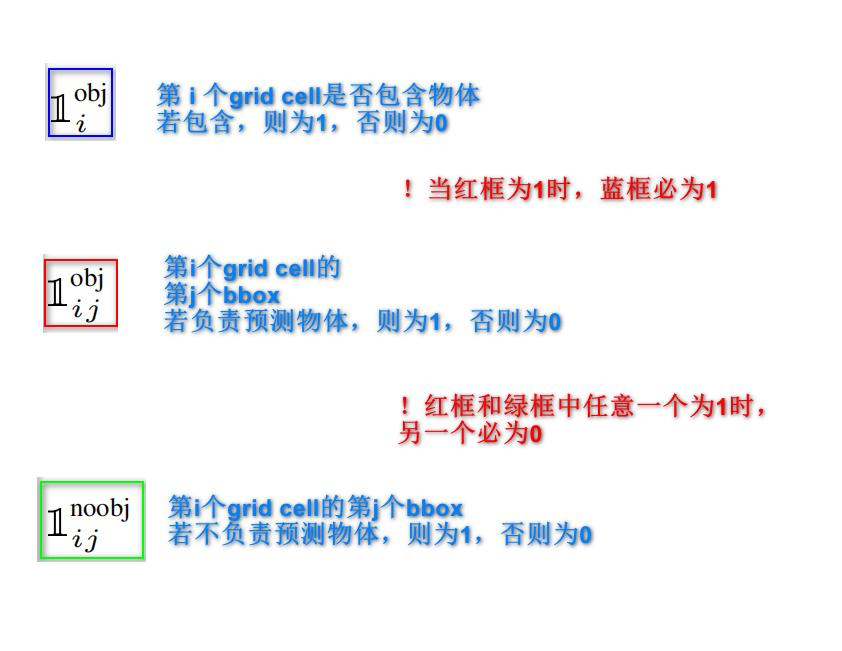 𝟙 obj i
第 i 个grid cell是否包含物体
若包含，则为1，否则为0
！当红框为1时，蓝框必为1
𝟙 obj ij
第i个grid cell的
第j个bbox
若负责预测物体，则为1，否则为0
！红框和绿框中任意一个为1时，
另一个必为0
𝟙 noobj ij
第i个grid cell的第j个bbox
若不负责预测物体，则为1，否则为0